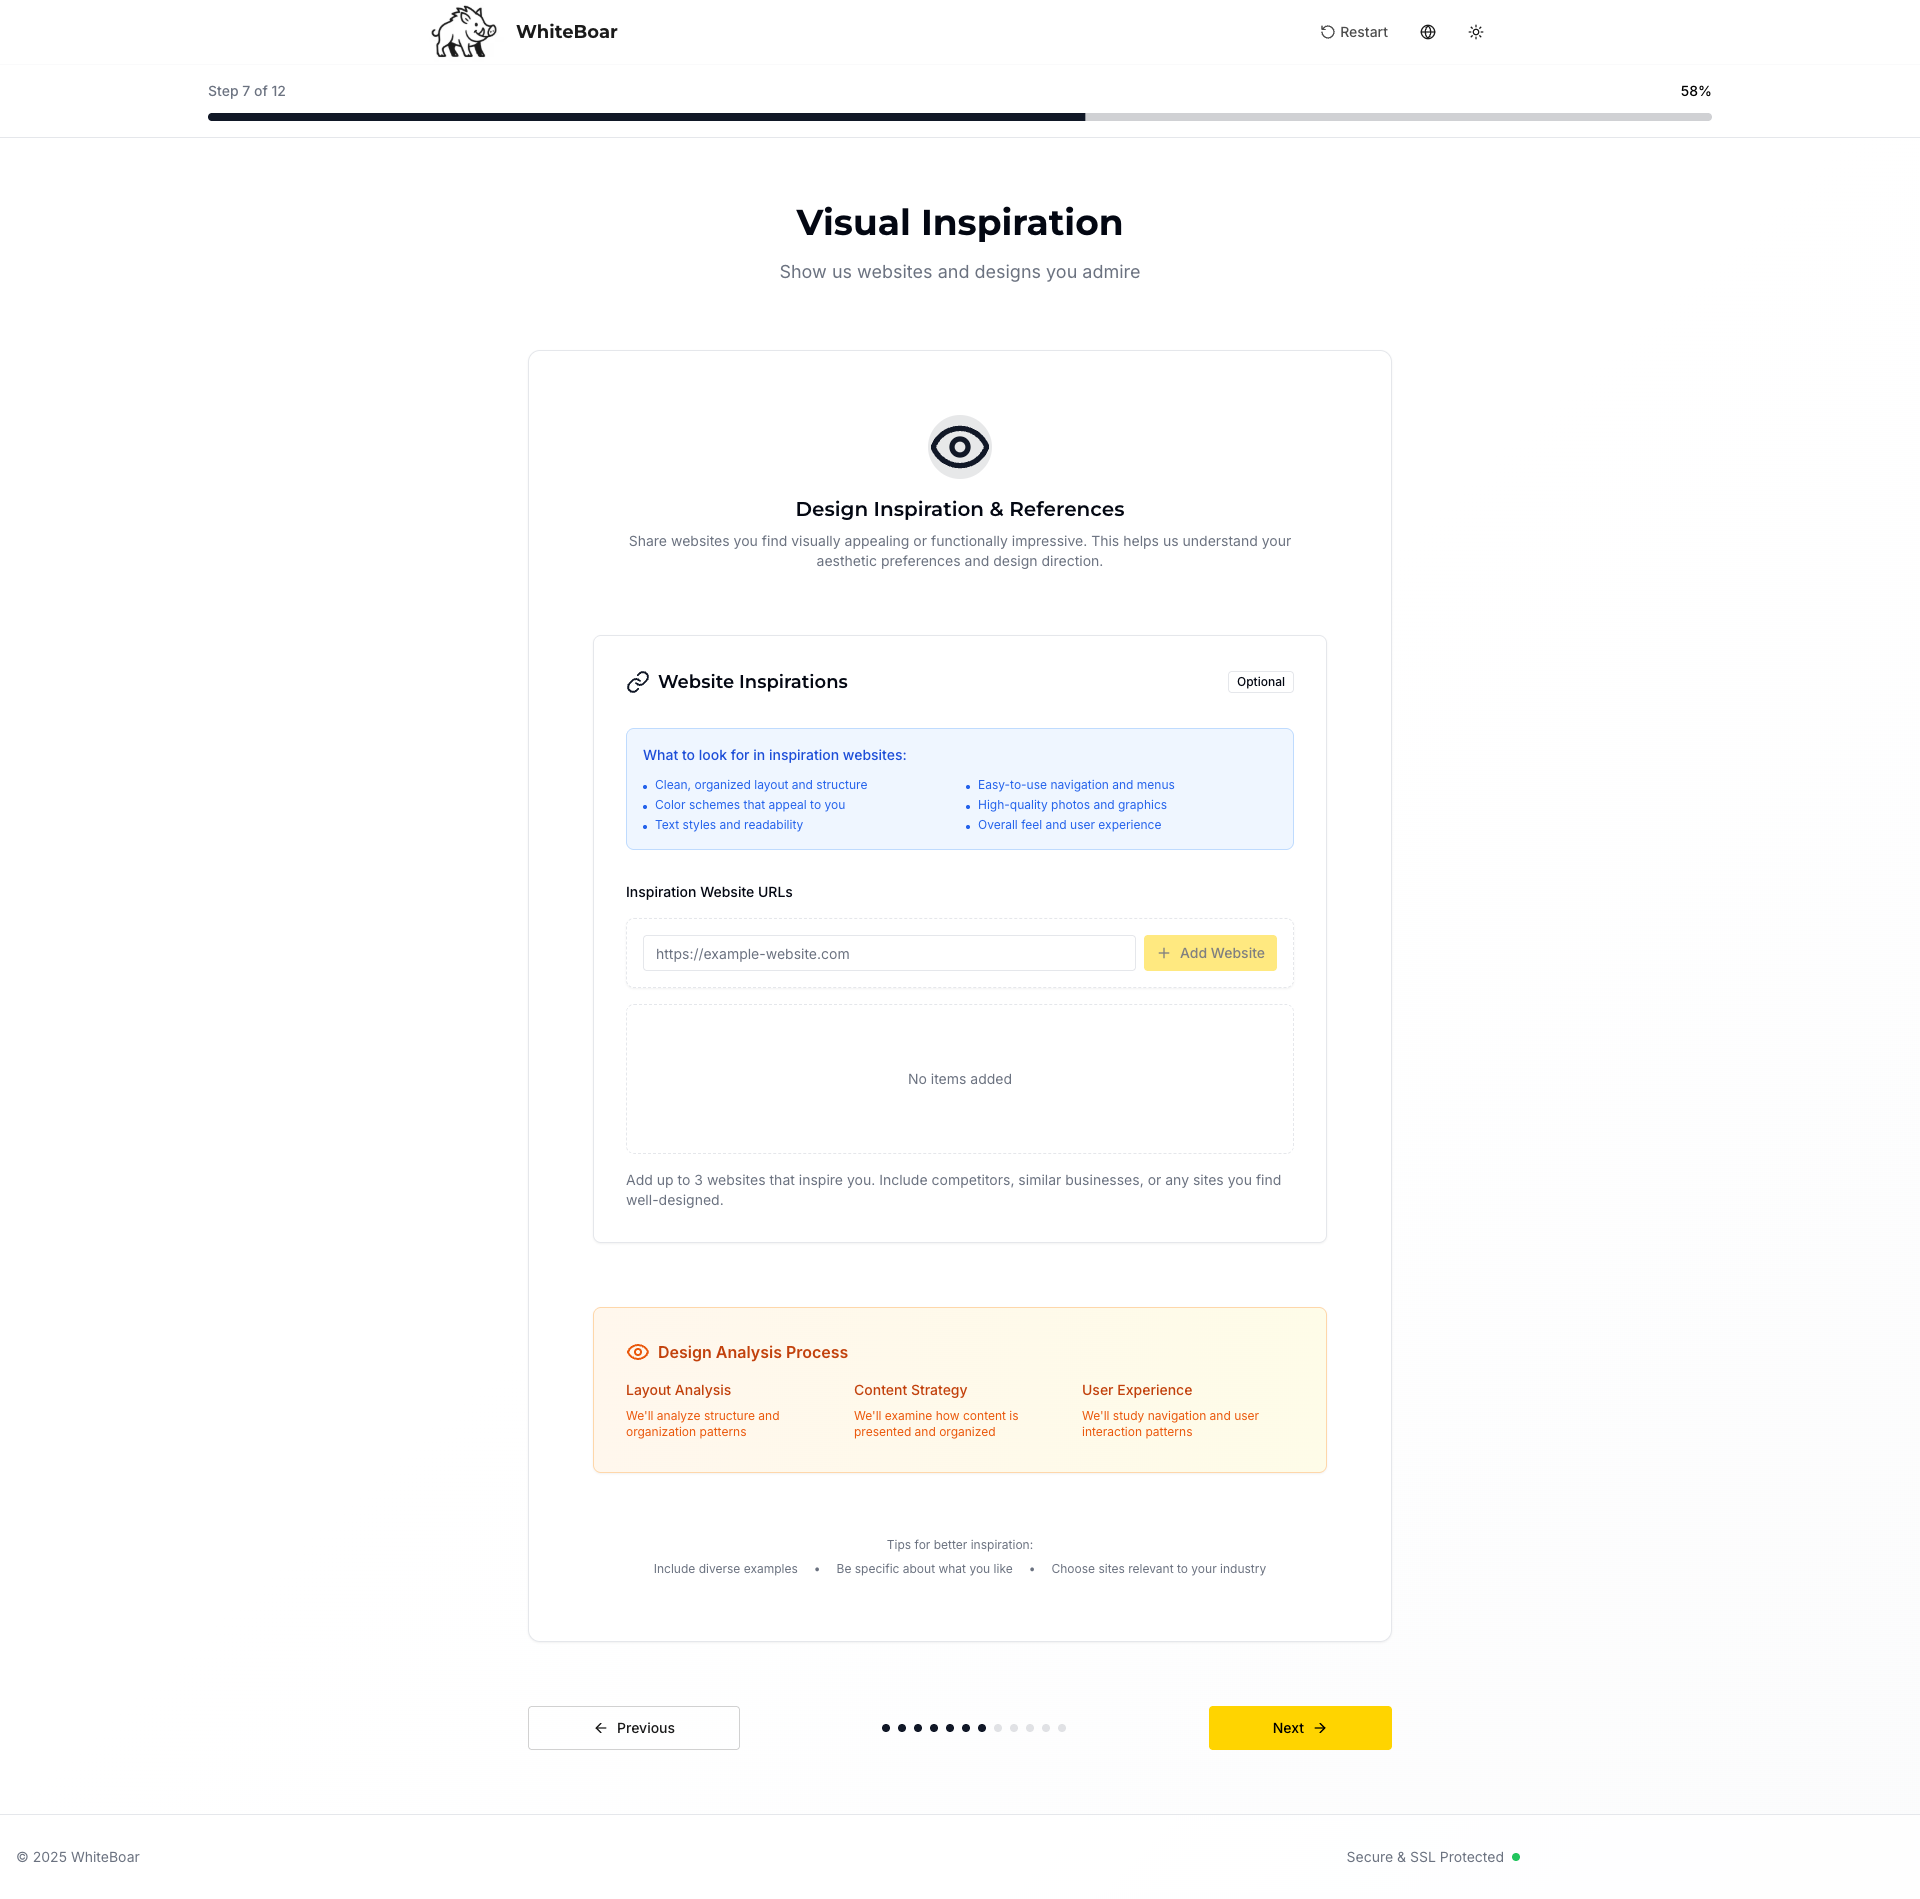 WhiteBoar
Restart
Step 7 of 12
58%
Visual Inspiration
Show us websites and designs you admire
Design Inspiration & References
Share websites you find visually appealing or functionally impressive. This helps us understand your
aesthetic preferences and design direction.
Website Inspirations
Optional
What to look for in inspiration websites:
• Clean, organized layout and structure
• Easy-to-use navigation and menus
• Color schemes that appeal to you
• High-quality photos and graphics
• Text styles and readability
• Overall feel and user experience
Inspiration Website URLs
https://example-website.com
+ Add Website
No items added
Add up to 3 websites that inspire you. Include competitors, similar businesses, or any sites you find
well-designed.
Design Analysis Process
Layout Analysis
We'll analyze structure and
organization patterns
Content Strategy
We'll examine how content is
presented and organized
User Experience
We'll study navigation and user
interaction patterns
Tips for better inspiration:
Include diverse examples • Be specific about what you like • Choose sites relevant to your industry
← Previous
Next →
© 2025 WhiteBoar
Secure & SSL Protected